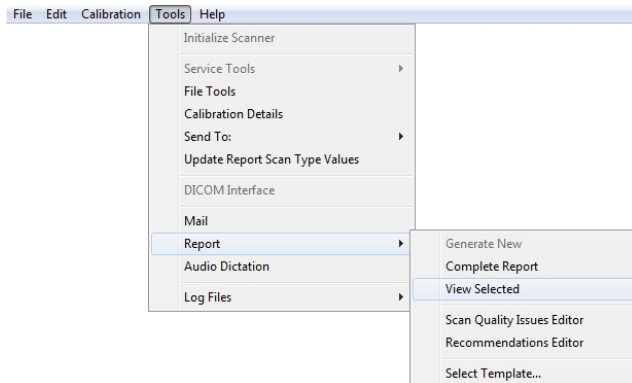 File Edit Calibration Tools Help
Initialize Scanner
Service Tools
File Tools
Calibration Details
Send To:
Update Report Scan Type Values
DICOM Interface
Mail
Report
Audio Dictation
Log Files
Generate New
Complete Report
View Selected
Scan Quality Issues Editor
Recommendations Editor
Select Template...